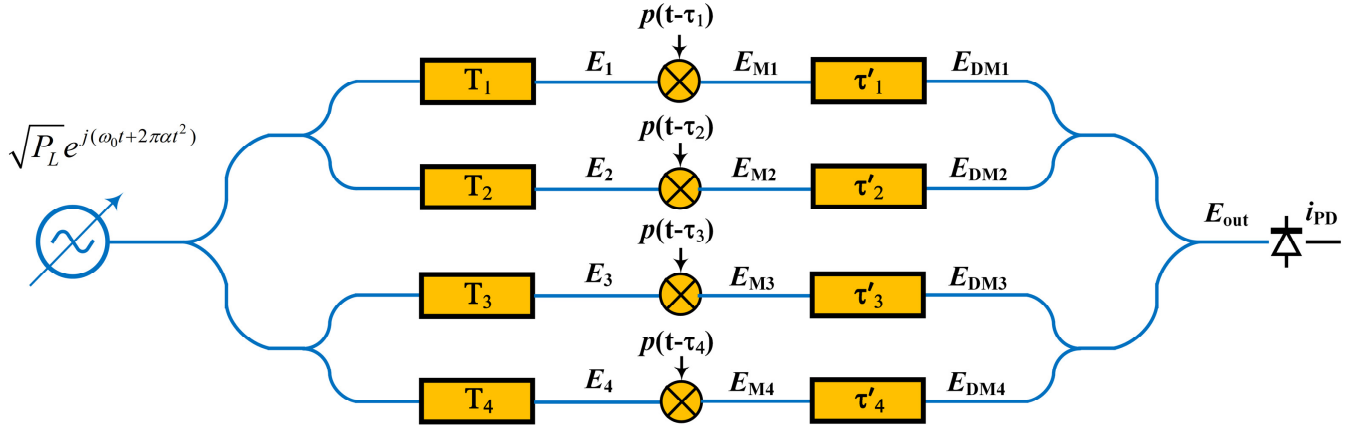 p(t-τ₁)
T₁ E₁ E_M1 τ'₁ E_DM1
√P_L e^{j(ω₀t+2παt²)}
p(t-τ₂)
T₂ E₂ E_M2 τ'₂ E_DM2
E_out i_PD
p(t-τ₃)
T₃ E₃ E_M3 τ'₃ E_DM3
p(t-τ₄)
T₄ E₄ E_M4 τ'₄ E_DM4